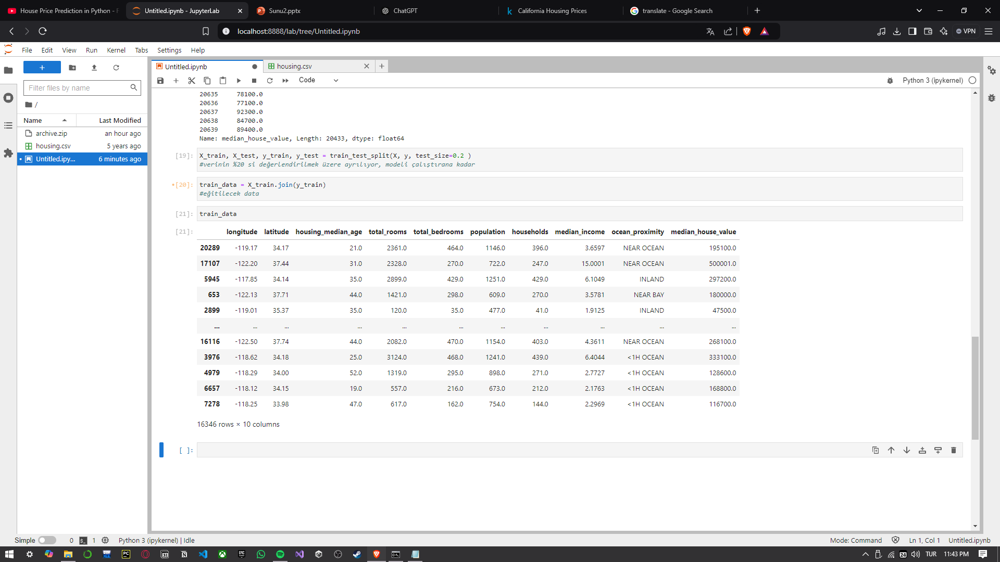 House Price Prediction in Python - F
Untitled.ipynb - JupyterLab
Sunu2.pptx
ChatGPT
California Housing Prices
translate - Google Search
localhost:8888/lab/tree/Untitled.ipynb
VPN
File Edit View Run Kernel Tabs Settings Help
Untitled.ipynb
housing.csv
Filter files by name
Code
Python 3 (ipykernel)
/
Name Last Modified
archive.zip an hour ago
housing.csv 5 years ago
Untitled.ipy... 6 minutes ago
20635 78100.0
20636 77100.0
20637 92300.0
20638 84700.0
20639 89400.0
Name: median_house_value, Length: 20433, dtype: float64
[19]: X_train, X_test, y_train, y_test = train_test_split(X, y, test_size=0.2 )
#verinin %20 si değerlendirilmek üzere ayrılıyor, modeli çalıştırana kadar
[20]: train_data = X_train.join(y_train)
#eğitilecek data
[21]: train_data
[21]: longitude latitude housing_median_age total_rooms total_bedrooms population households median_income ocean_proximity median_house_value
20289 -119.17 34.17 21.0 2361.0 464.0 1146.0 396.0 3.6597 NEAR OCEAN 195100.0
17107 -122.20 37.44 31.0 2328.0 270.0 722.0 247.0 15.0001 NEAR OCEAN 500001.0
5945 -117.85 34.14 35.0 2899.0 429.0 1251.0 429.0 6.1049 INLAND 297200.0
653 -122.13 37.71 44.0 1421.0 298.0 609.0 270.0 3.5781 NEAR BAY 180000.0
2899 -119.01 35.37 35.0 120.0 35.0 477.0 41.0 1.9125 INLAND 47500.0
... ... ... ... ... ... ... ... ... ... ...
16116 -122.50 37.74 44.0 2082.0 470.0 1154.0 403.0 4.3611 NEAR OCEAN 268100.0
3976 -118.62 34.18 25.0 3124.0 468.0 1241.0 439.0 6.4044 <1H OCEAN 333100.0
4979 -118.29 34.00 52.0 1319.0 295.0 898.0 271.0 2.7727 <1H OCEAN 128600.0
6657 -118.12 34.15 19.0 557.0 216.0 673.0 212.0 2.1763 <1H OCEAN 168800.0
7278 -118.25 33.98 47.0 617.0 162.0 754.0 144.0 2.2969 <1H OCEAN 116700.0
16346 rows × 10 columns
[ ]:
Simple 0 1 Python 3 (ipykernel) | Idle
Mode: Command Ln 1, Col 1 Untitled.ipynb
24 TUR 11:43 PM